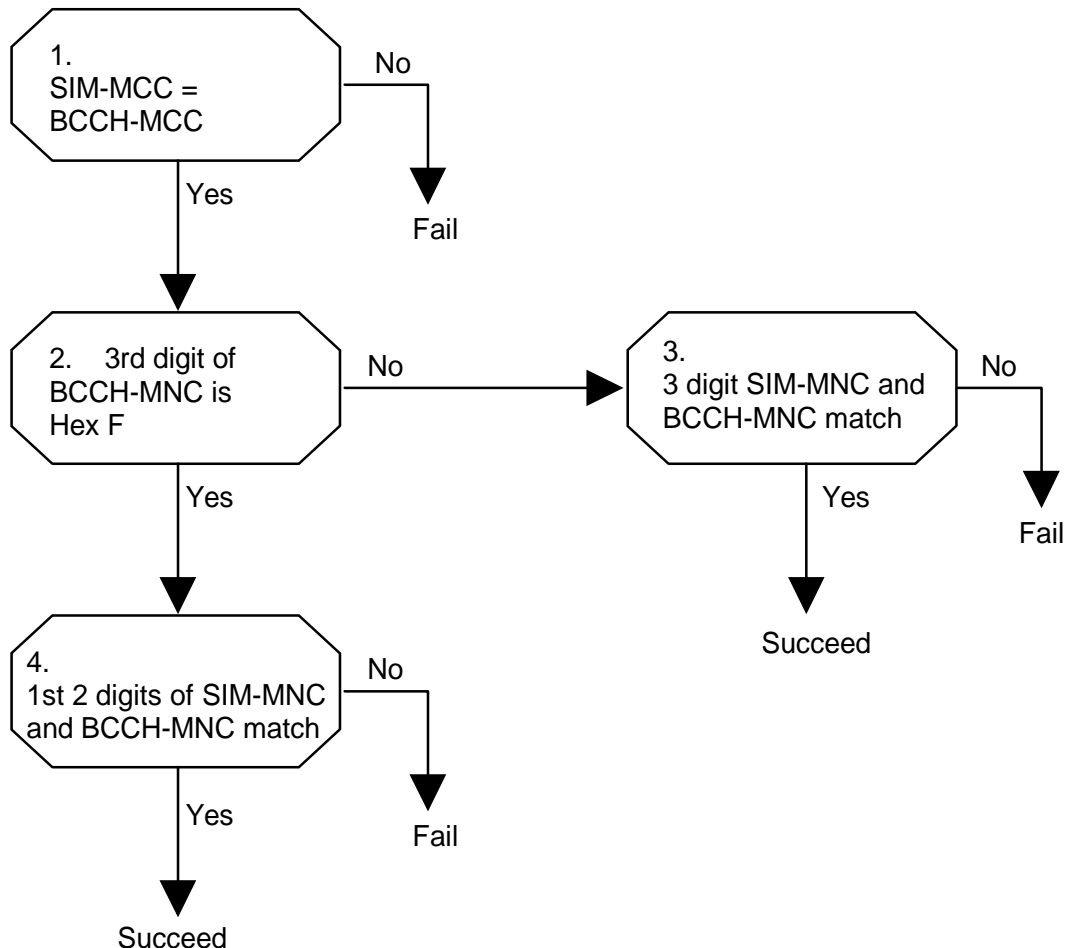 1.
SIM-MCC =
BCCH-MCC
No
Yes
Fail
2. 3rd digit of
BCCH-MNC is
Hex F
No
3.
3 digit SIM-MNC and
BCCH-MNC match
No
Yes
Yes
Fail
Succeed
4.
1st 2 digits of SIM-MNC
and BCCH-MNC match
No
Yes
Fail
Succeed